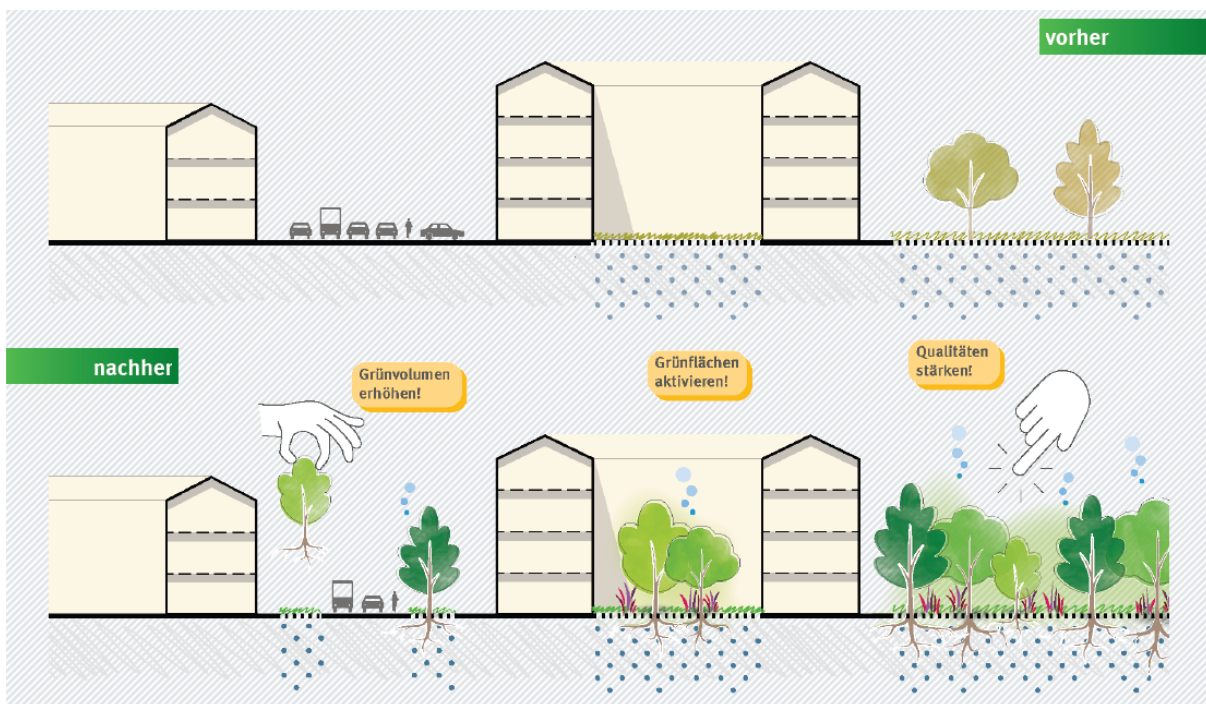 vorher
nachher
Grünvolumen
erhöhen!
Grünflächen
aktivieren!
Qualitäten
stärken!